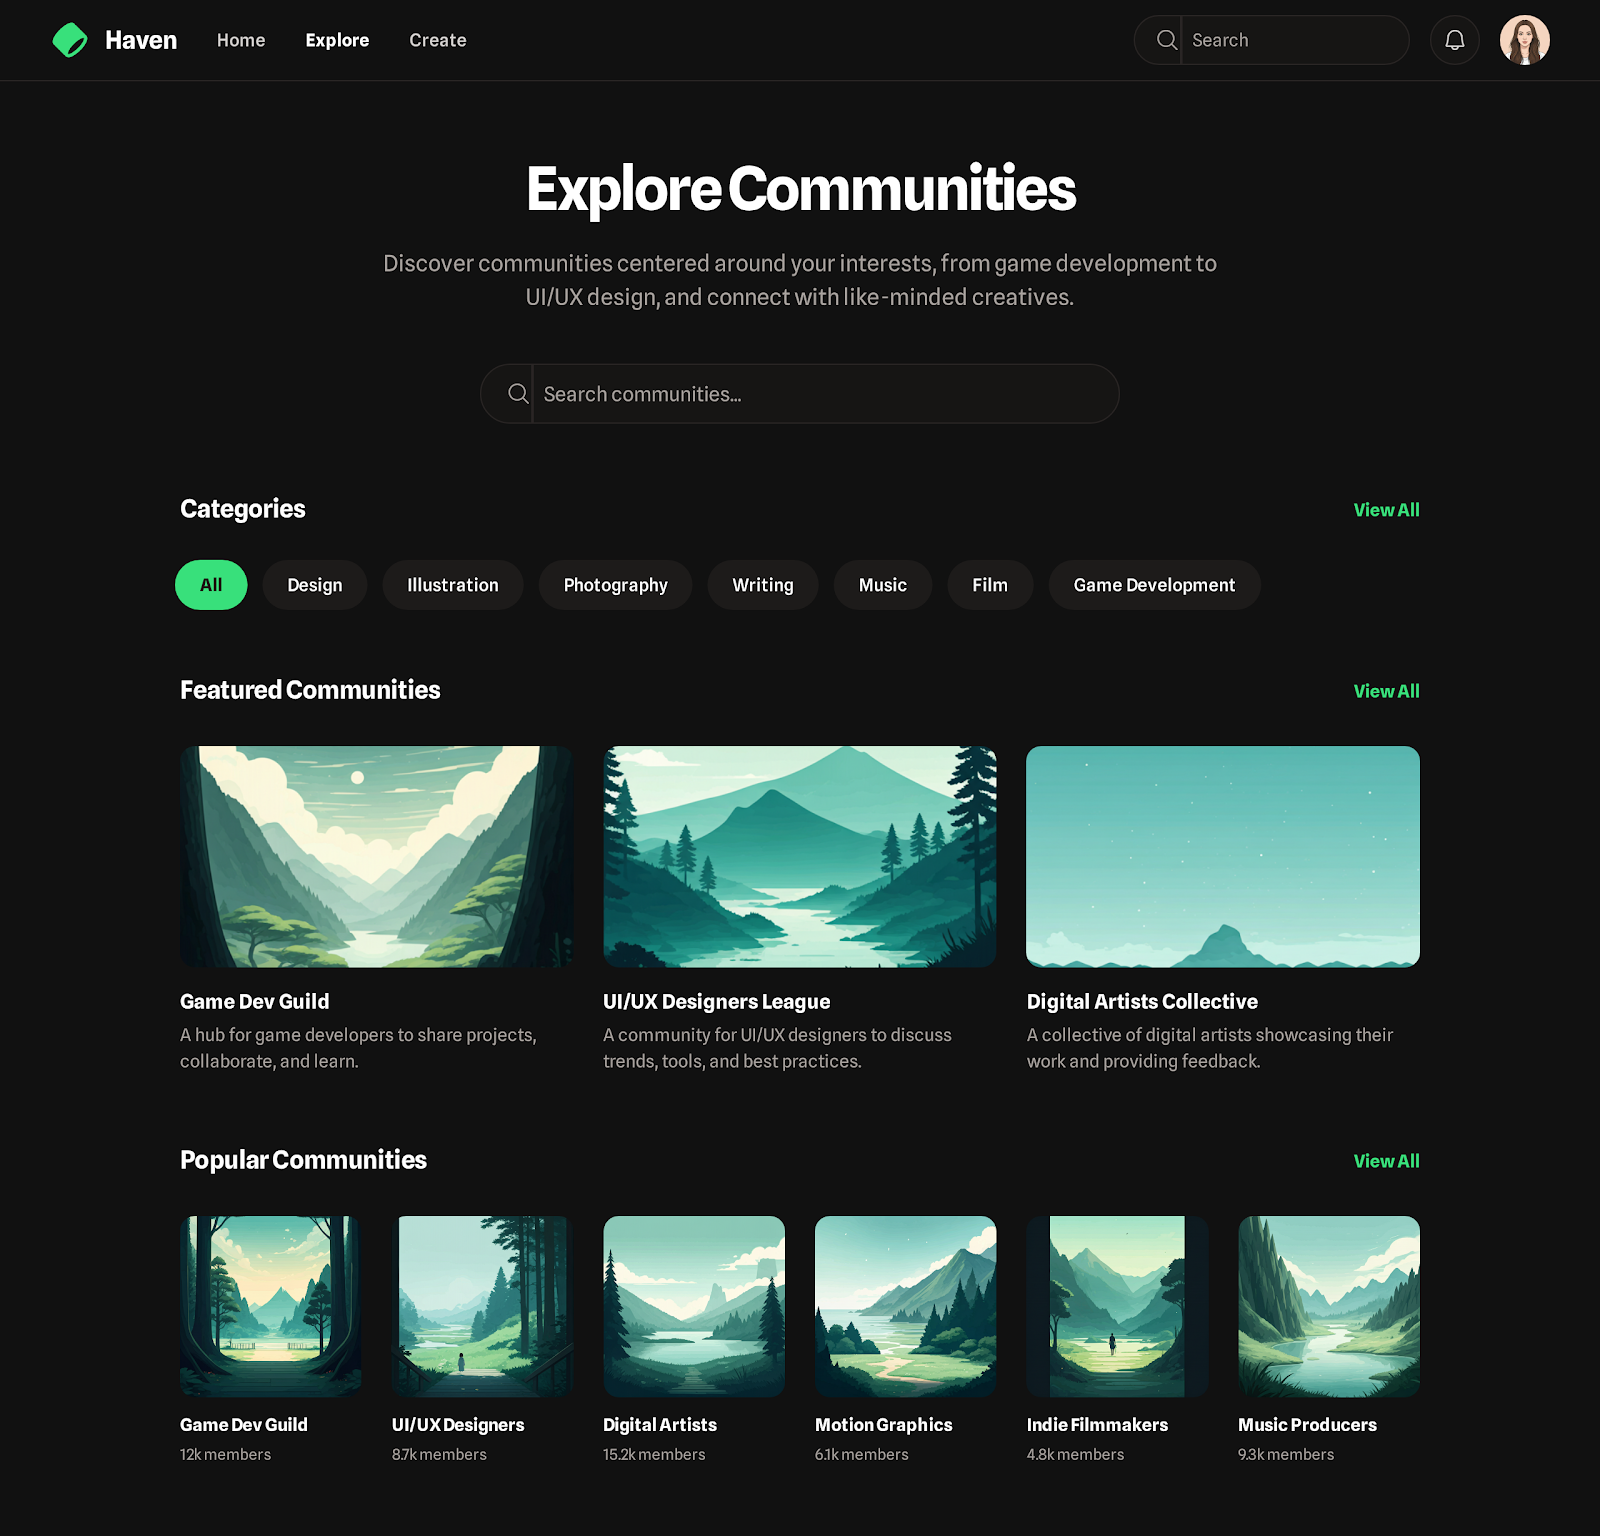 Haven
Home
Explore
Create
Search
Explore Communities
Discover communities centered around your interests, from game development to
UI/UX design, and connect with like-minded creatives.
Search communities...
Categories
View All
All
Design
Illustration
Photography
Writing
Music
Film
Game Development
Featured Communities
View All
Game Dev Guild
A hub for game developers to share projects,
collaborate, and learn.
UI/UX Designers League
A community for UI/UX designers to discuss
trends, tools, and best practices.
Digital Artists Collective
A collective of digital artists showcasing their
work and providing feedback.
Popular Communities
View All
Game Dev Guild
12k members
UI/UX Designers
8.7k members
Digital Artists
15.2k members
Motion Graphics
6.1k members
Indie Filmmakers
4.8k members
Music Producers
9.3k members